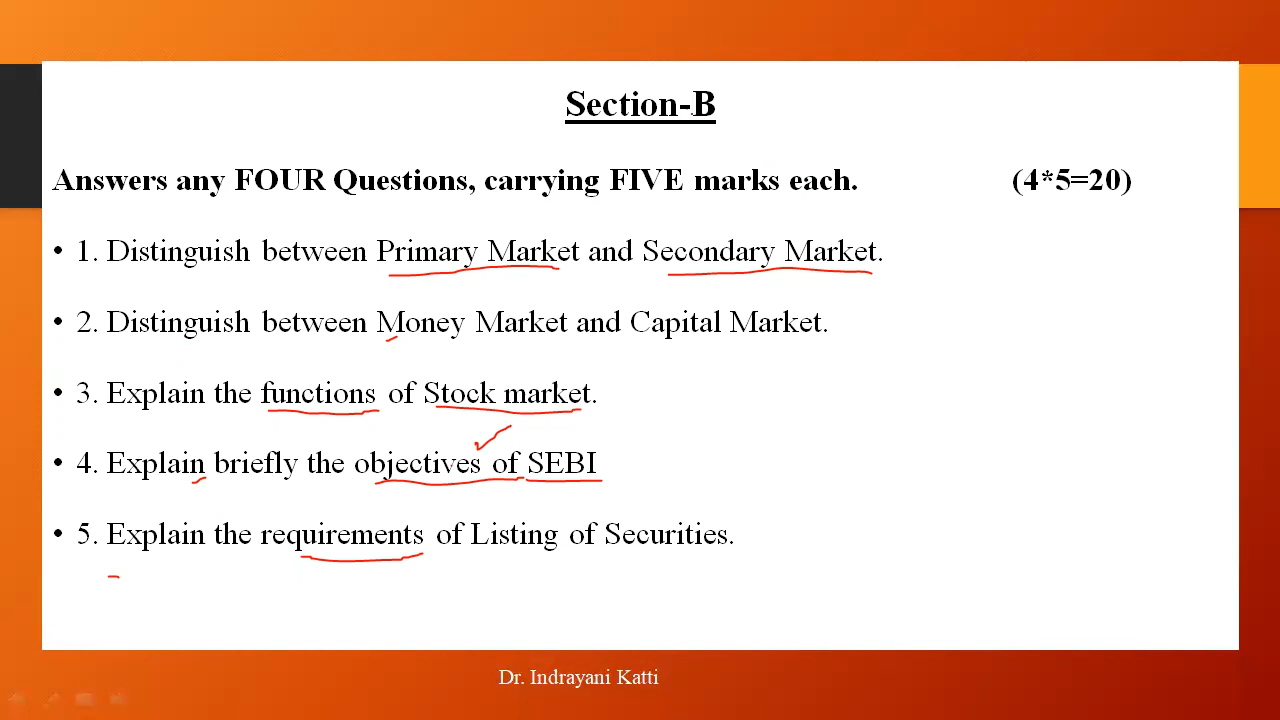 Section-B
Answers any FOUR Questions, carrying FIVE marks each. (4*5=20)
• 1. Distinguish between Primary Market and Secondary Market.
• 2. Distinguish between Money Market and Capital Market.
• 3. Explain the functions of Stock market.
• 4. Explain briefly the objectives of SEBI
• 5. Explain the requirements of Listing of Securities.
Dr. Indrayani Katti